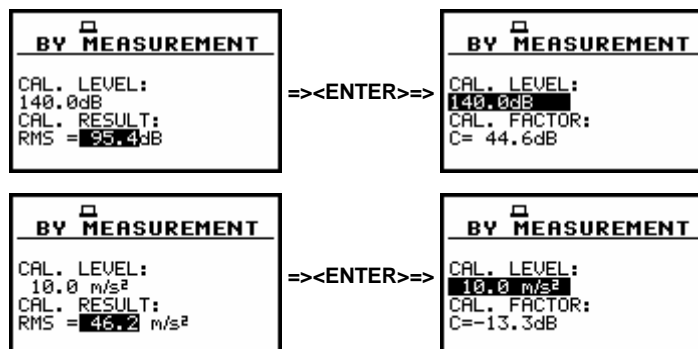 BY MEASUREMENT
CAL. LEVEL:
140.0dB
CAL. RESULT:
RMS = 95.4dB
=><ENTER>=>
BY MEASUREMENT
CAL. LEVEL:
140.0dB
CAL. FACTOR:
C= 44.6dB
BY MEASUREMENT
CAL. LEVEL:
10.0 m/s²
CAL. RESULT:
RMS = 46.2 m/s²
=><ENTER>=>
BY MEASUREMENT
CAL. LEVEL:
10.0 m/s²
CAL. FACTOR:
C=-13.3dB